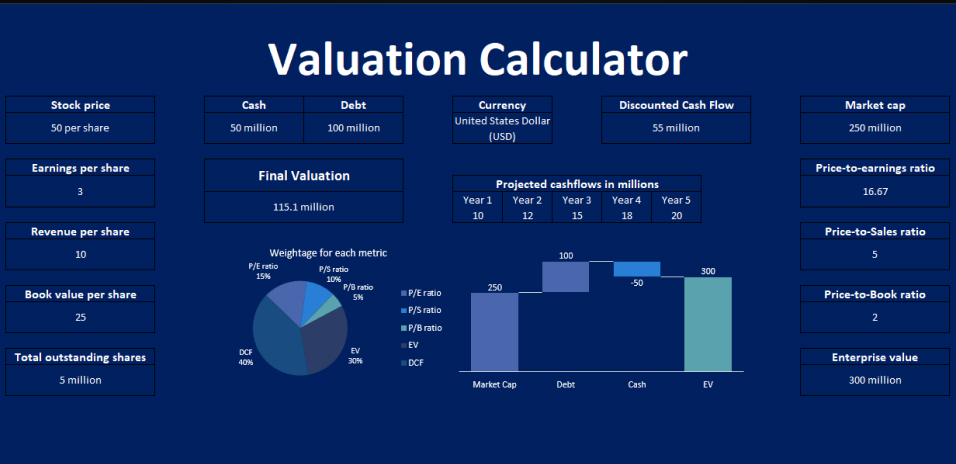 Valuation Calculator
Stock price
50 per share
Earnings per share
3
Revenue per share
10
Book value per share
25
Total outstanding shares
5 million
Cash
Debt
50 million
100 million
Final Valuation
115.1 million
Currency
United States Dollar
(USD)
Discounted Cash Flow
55 million
Projected cashflows in millions
Year 1
Year 2
Year 3
Year 4
Year 5
10
12
15
18
20
Weightage for each metric
P/E ratio
15%
P/S ratio
10%
P/B ratio
5%
EV
30%
DCF
40%
P/E ratio
P/S ratio
P/B ratio
EV
DCF
250
100
-50
300
Market Cap
Debt
Cash
EV
Market cap
250 million
Price-to-earnings ratio
16.67
Price-to-Sales ratio
5
Price-to-Book ratio
2
Enterprise value
300 million